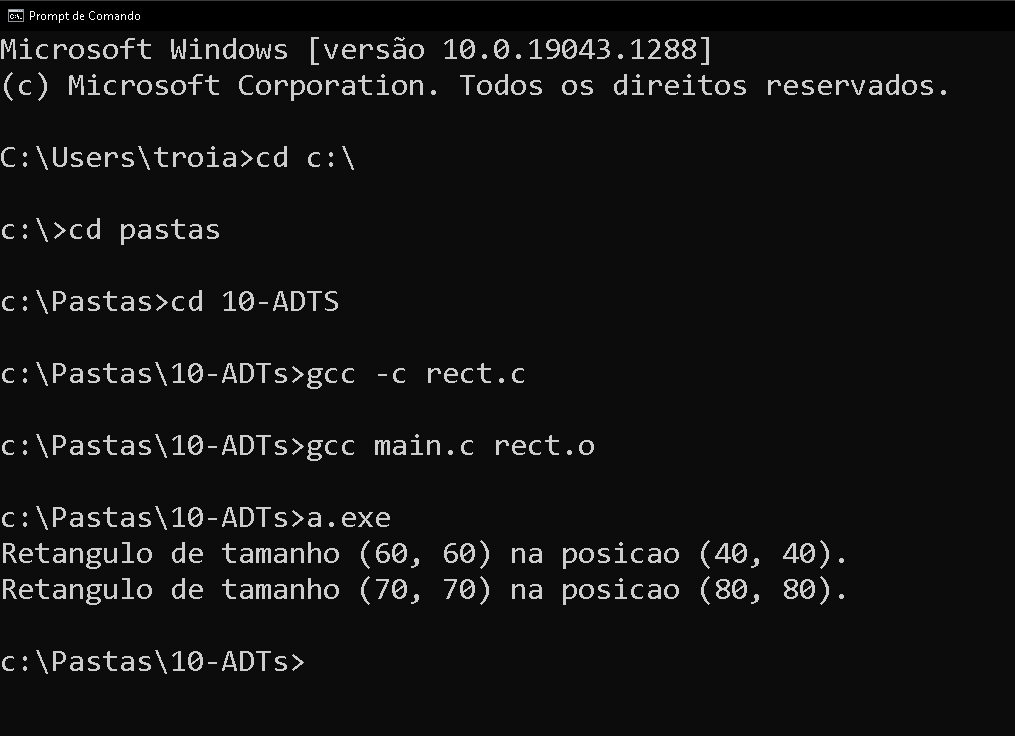 Prompt de Comando
Microsoft Windows [versão 10.0.19043.1288]
(c) Microsoft Corporation. Todos os direitos reservados.
C:\Users\troia>cd c:\
c:\>cd pastas
c:\Pastas>cd 10-ADTS
c:\Pastas\10-ADTs>gcc -c rect.c
c:\Pastas\10-ADTs>gcc main.c rect.o
c:\Pastas\10-ADTs>a.exe
Retangulo de tamanho (60, 60) na posicao (40, 40).
Retangulo de tamanho (70, 70) na posicao (80, 80).
c:\Pastas\10-ADTs>